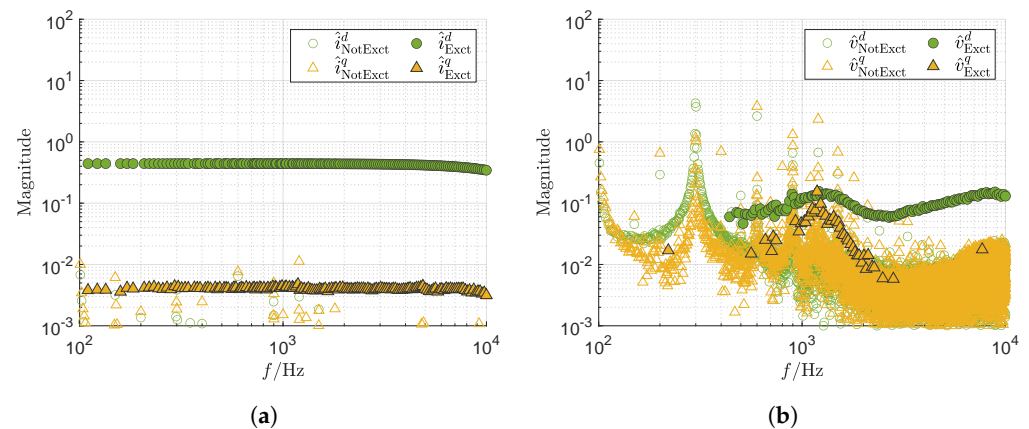 10^2
10^1
10^0
10^-1
10^-2
10^-3
Magnitude
î^d_NotExct î^d_Exct
î^q_NotExct î^q_Exct
10^2 10^3 10^4
f/Hz
(a)
10^2
10^1
10^0
10^-1
10^-2
10^-3
Magnitude
v̂^d_NotExct v̂^d_Exct
v̂^q_NotExct v̂^q_Exct
10^2 10^3 10^4
f/Hz
(b)